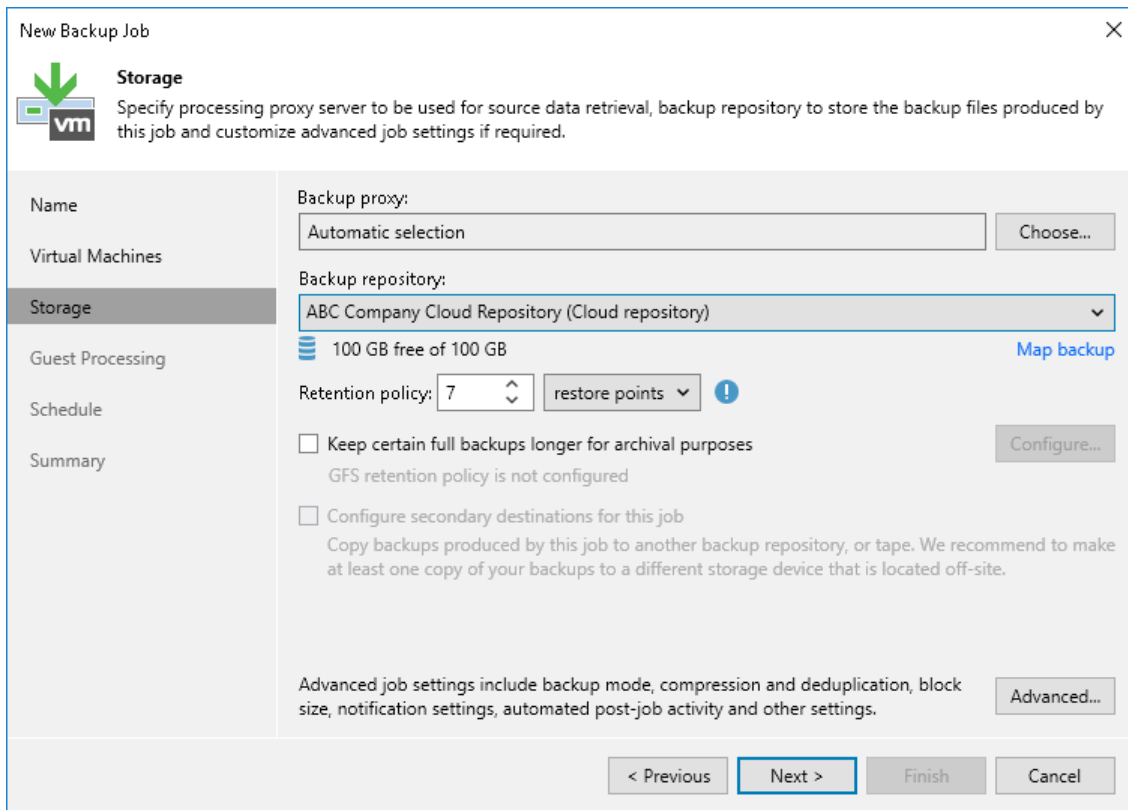 New Backup Job
Storage
Specify processing proxy server to be used for source data retrieval, backup repository to store the backup files produced by
this job and customize advanced job settings if required.
vm
Name
Virtual Machines
Storage
Guest Processing
Schedule
Summary
Backup proxy:
Automatic selection
Choose...
Backup repository:
ABC Company Cloud Repository (Cloud repository)
100 GB free of 100 GB
Map backup
Retention policy: 7 restore points
Keep certain full backups longer for archival purposes
Configure...
GFS retention policy is not configured
Configure secondary destinations for this job
Copy backups produced by this job to another backup repository, or tape. We recommend to make
at least one copy of your backups to a different storage device that is located off-site.
Advanced job settings include backup mode, compression and deduplication, block
size, notification settings, automated post-job activity and other settings.
Advanced...
< Previous
Next >
Finish
Cancel